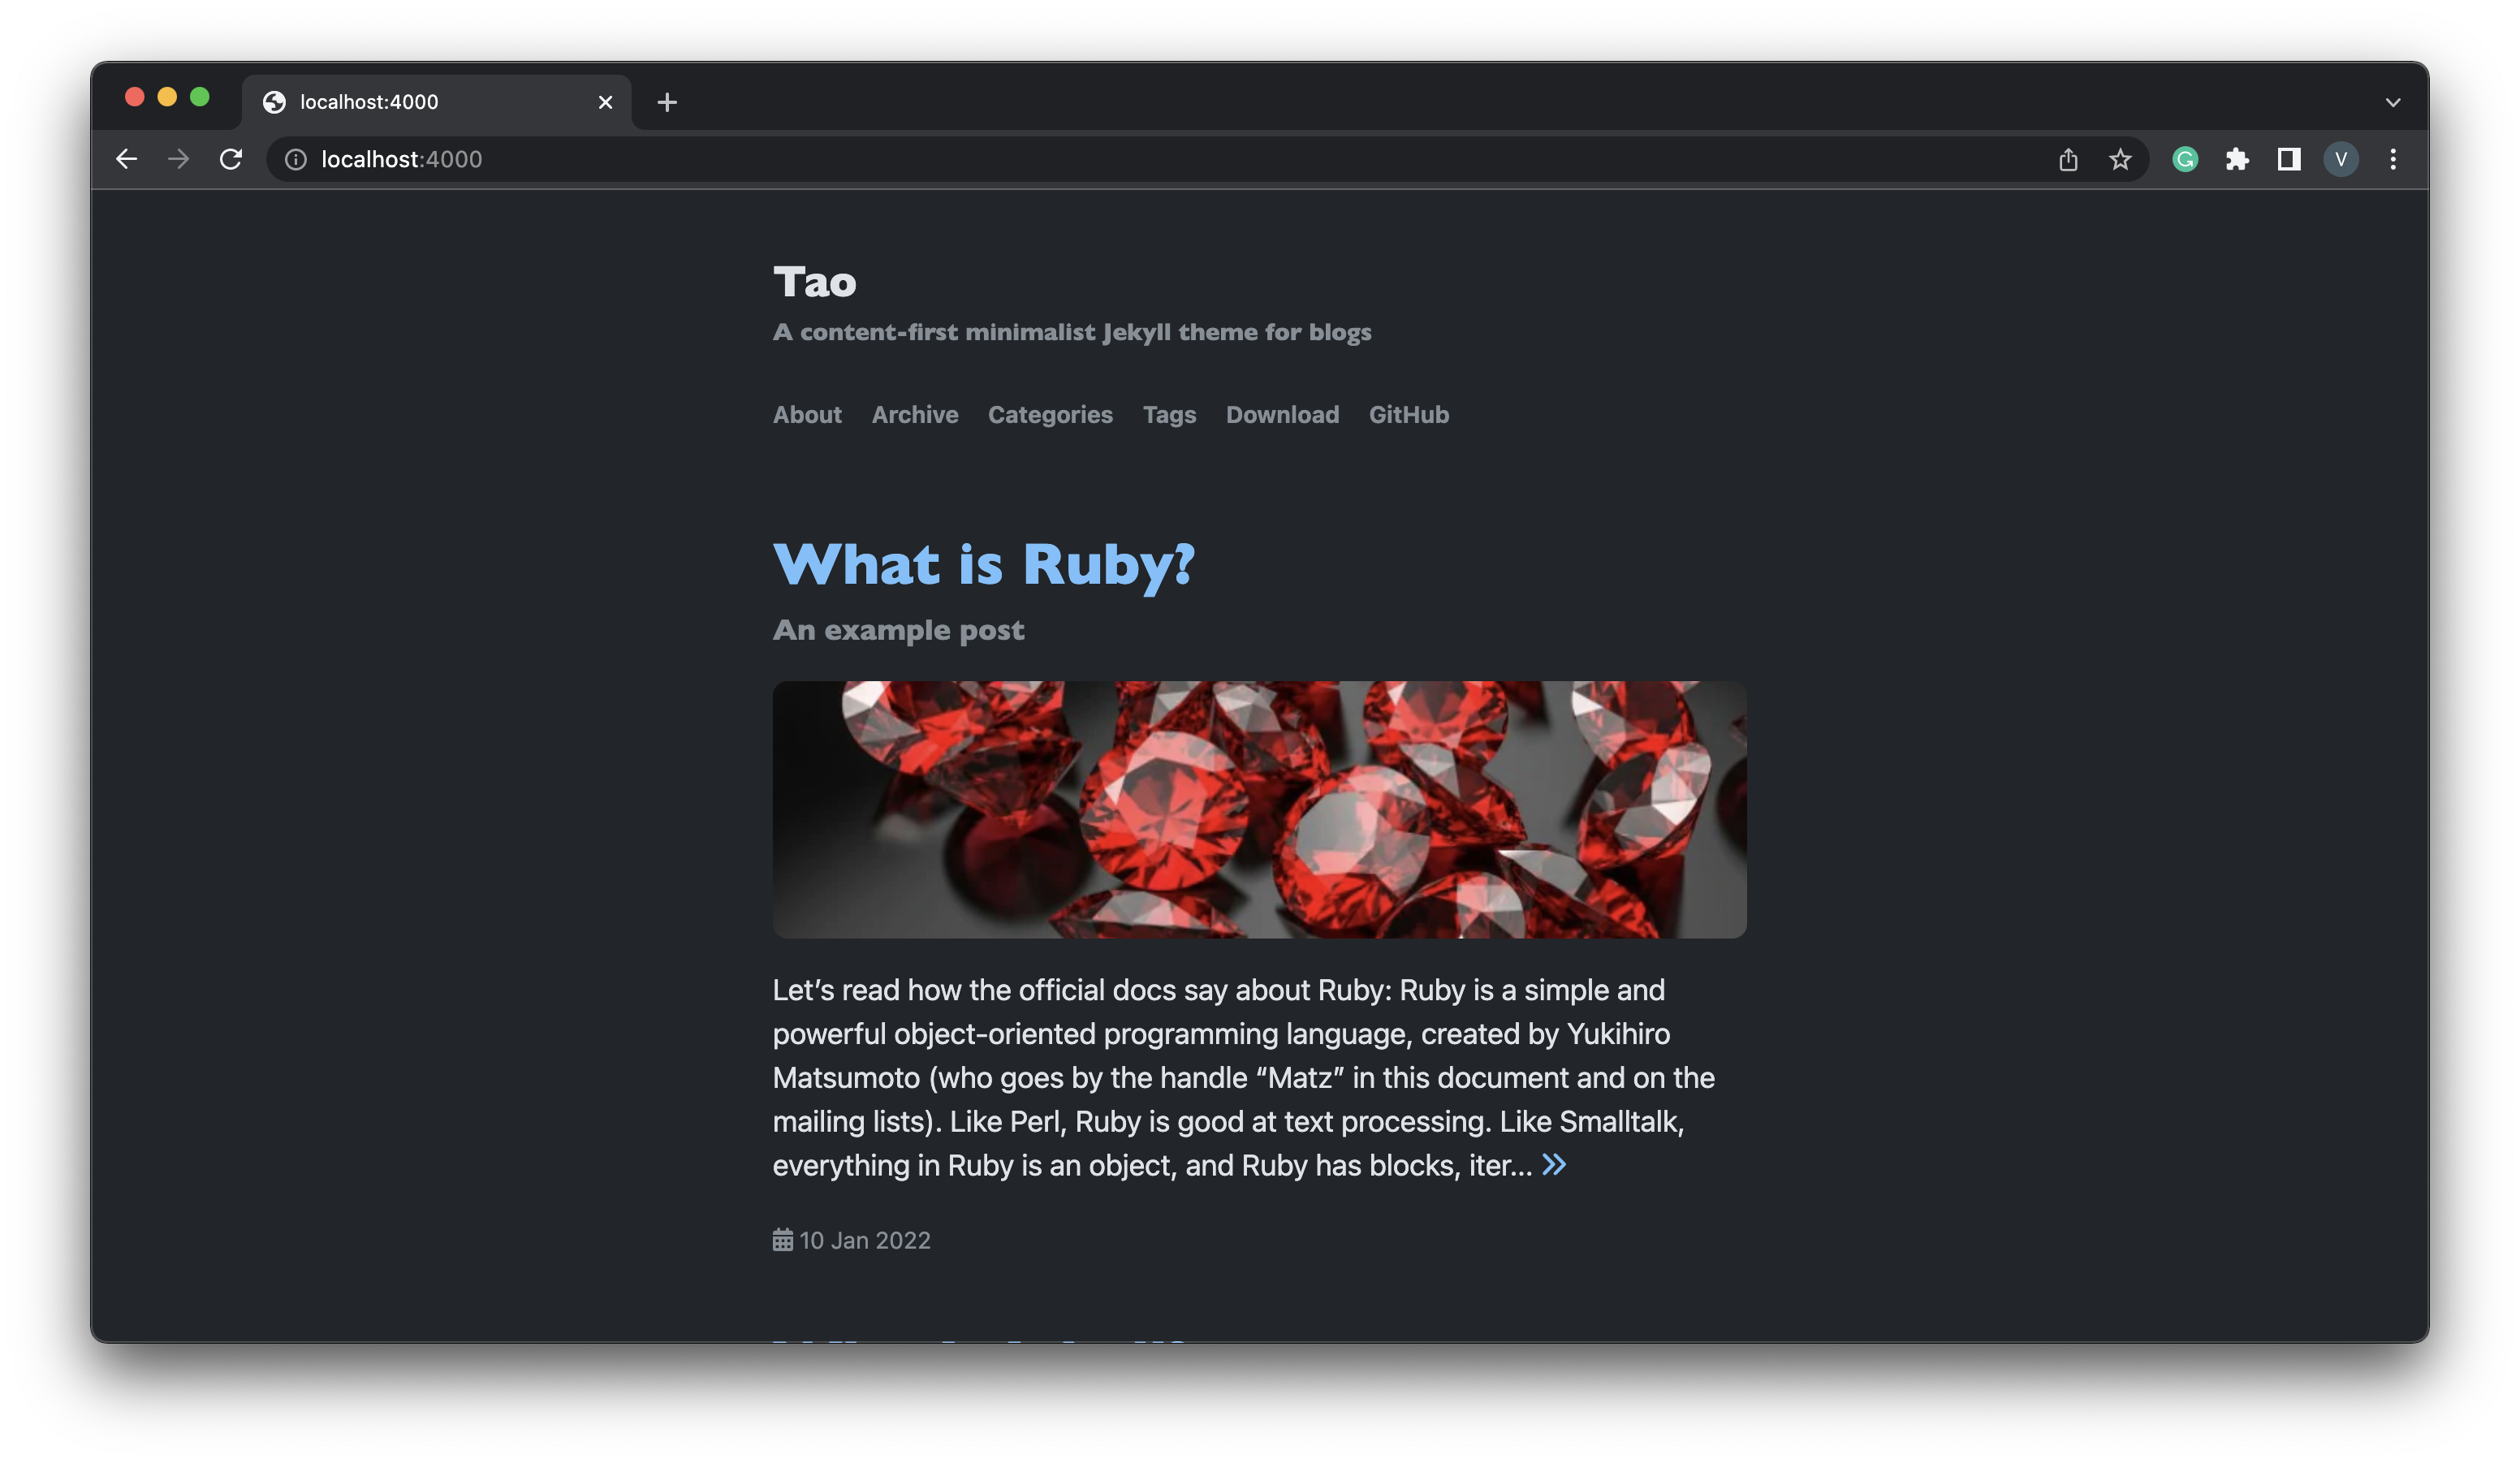 localhost:4000
localhost:4000
V
Tao
A content-first minimalist Jekyll theme for blogs
About Archive Categories Tags Download GitHub
What is Ruby?
An example post
Let’s read how the official docs say about Ruby: Ruby is a simple and
powerful object-oriented programming language, created by Yukihiro
Matsumoto (who goes by the handle “Matz” in this document and on the
mailing lists). Like Perl, Ruby is good at text processing. Like Smalltalk,
everything in Ruby is an object, and Ruby has blocks, iter... »
10 Jan 2022